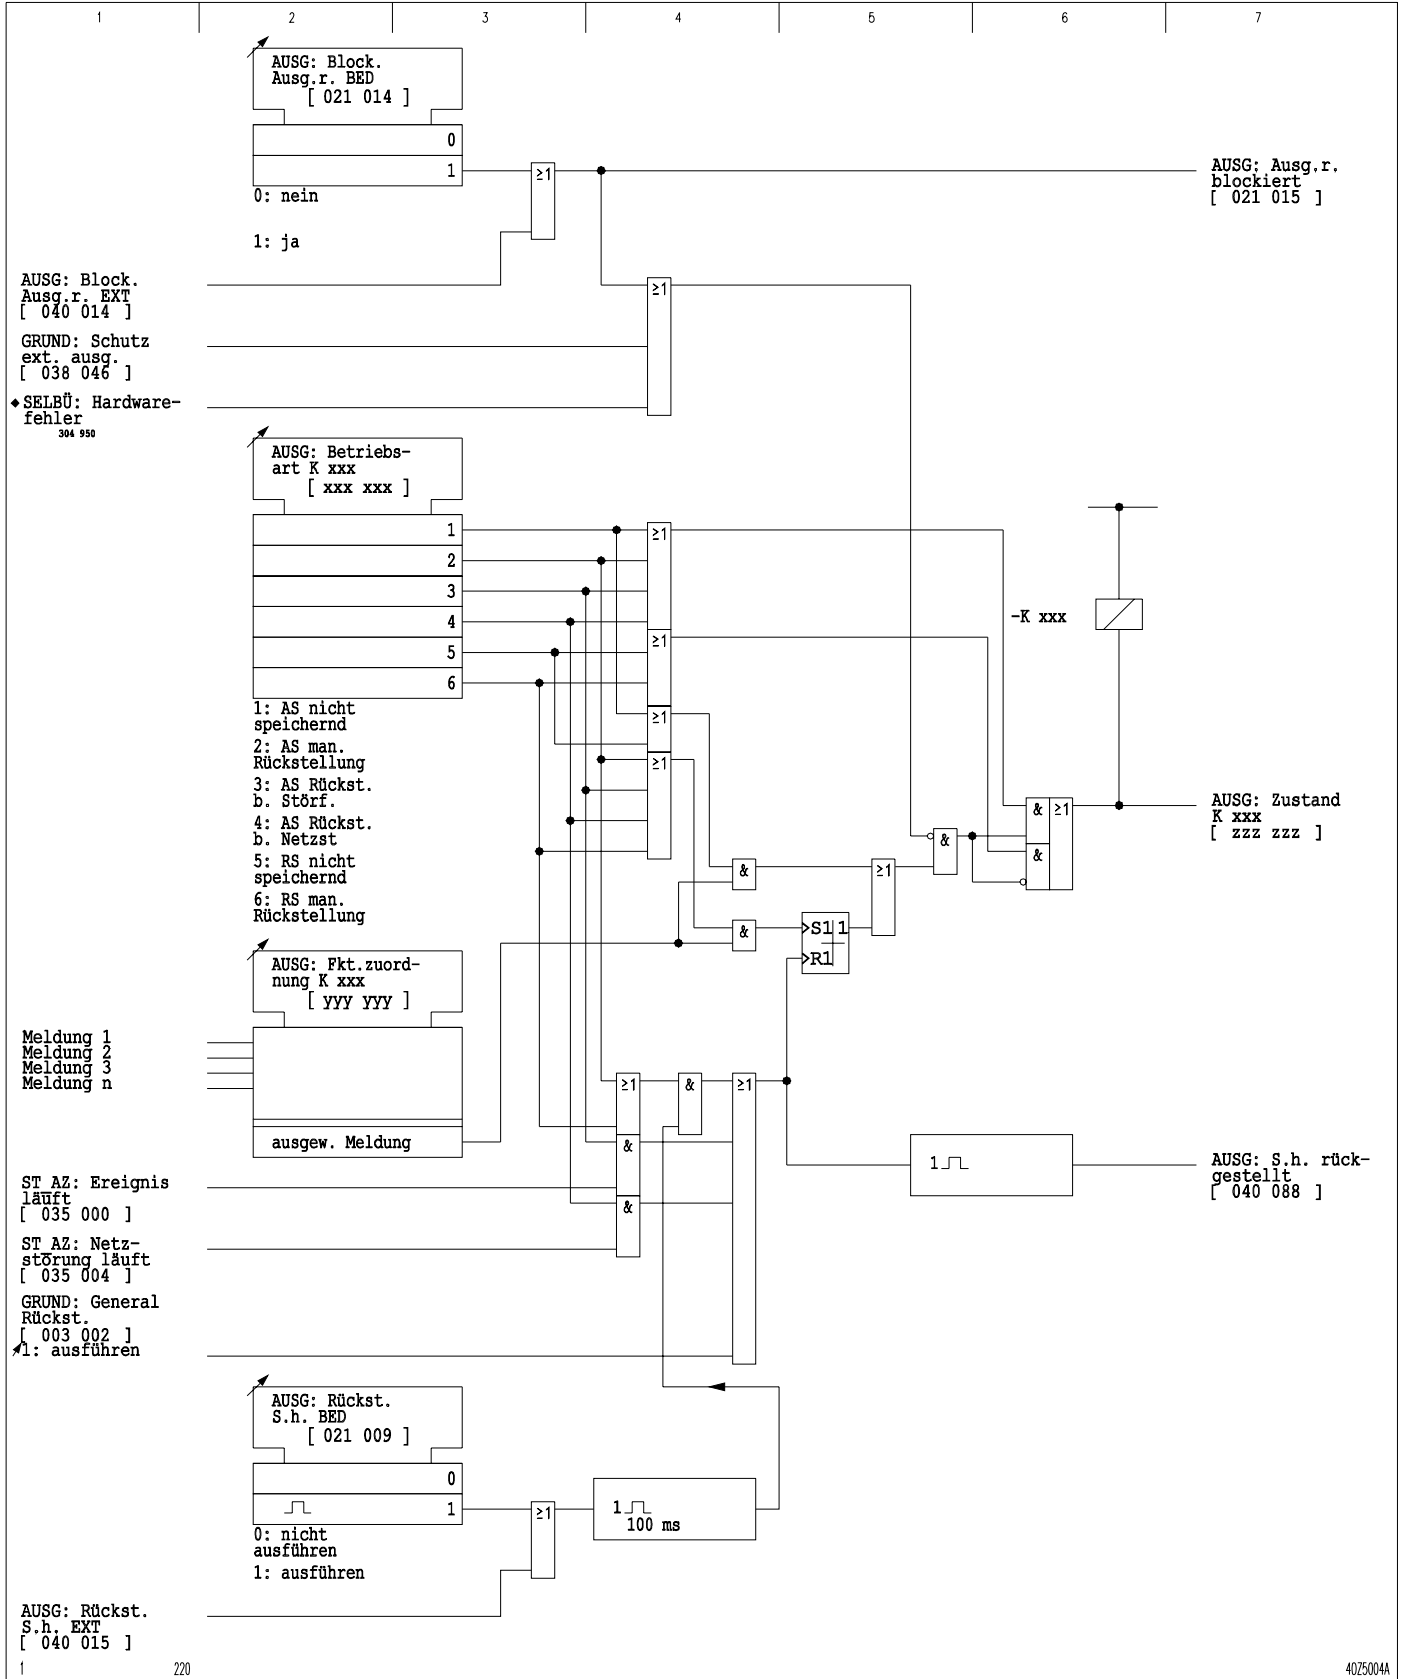 1 2 3 4 5 6 7
AUSG: Block.
Ausg.r. BED
[ 021 014 ]
0
1
0: nein
1: ja
≥1
AUSG: Ausg.r.
blockiert
[ 021 015 ]
AUSG: Block.
Ausg.r. EXT
[ 040 014 ]
≥1
GRUND: Schutz
ext. ausg.
[ 038 046 ]
SELBÜ: Hardware-
fehler
304 950
AUSG: Betriebs-
art K xxx
[ xxx xxx ]
1
2
3
4
5
6
≥1
≥1
≥1
≥1
-K xxx
1: AS nicht
speichernd
2: AS man.
Rückstellung
3: AS Rückst.
b. Störf.
4: AS Rückst.
b. Netzst
5: RS nicht
speichernd
6: RS man.
Rückstellung
& ≥1
&
&
AUSG: Zustand
K xxx
[ zzz zzz ]
&
≥1
&
S1 1
R1
AUSG: Fkt.zuord-
nung K xxx
[ yyy yyy ]
Meldung 1
Meldung 2
Meldung 3
Meldung n
ausgew. Meldung
≥1
&
≥1
&
&
1
AUSG: S.h. rück-
gestellt
[ 040 088 ]
ST_AZ: Ereignis
läuft
[ 035 000 ]
ST_AZ: Netz-
störung läuft
[ 035 004 ]
GRUND: General
Rückst.
[ 003 002 ]
1: ausführen
AUSG: Rückst.
S.h. BED
[ 021 009 ]
0
1
0: nicht
ausführen
1: ausführen
≥1
1
100 ms
AUSG: Rückst.
S.h. EXT
[ 040 015 ]
1 220 40Z5004A